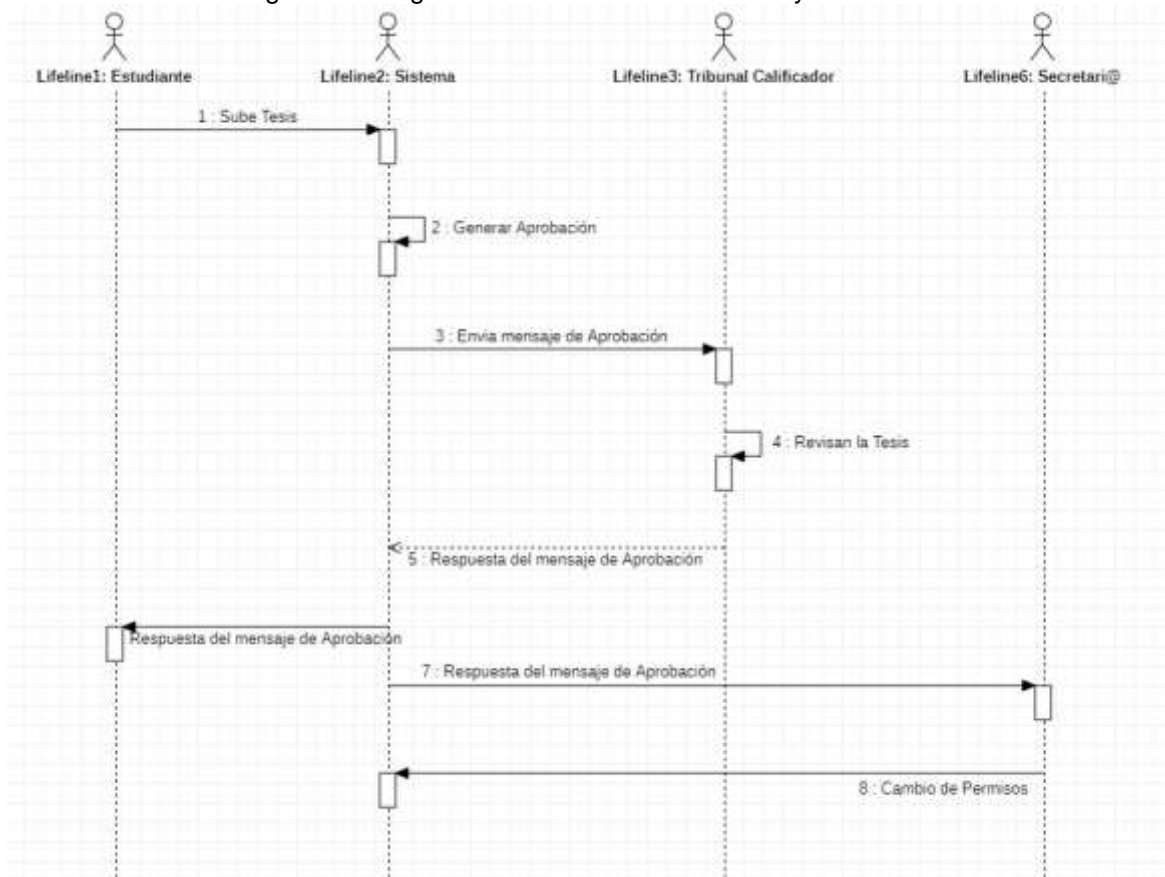 Lifeline1: Estudiante
Lifeline2: Sistema
Lifeline3: Tribunal Calificador
Lifeline6: Secretari@
1 : Sube Tesis
2 : Generar Aprobación
3 : Envia mensaje de Aprobación
4 : Revisan la Tesis
5 : Respuesta del mensaje de Aprobación
Respuesta del mensaje de Aprobación
7 : Respuesta del mensaje de Aprobación
8 : Cambio de Permisos